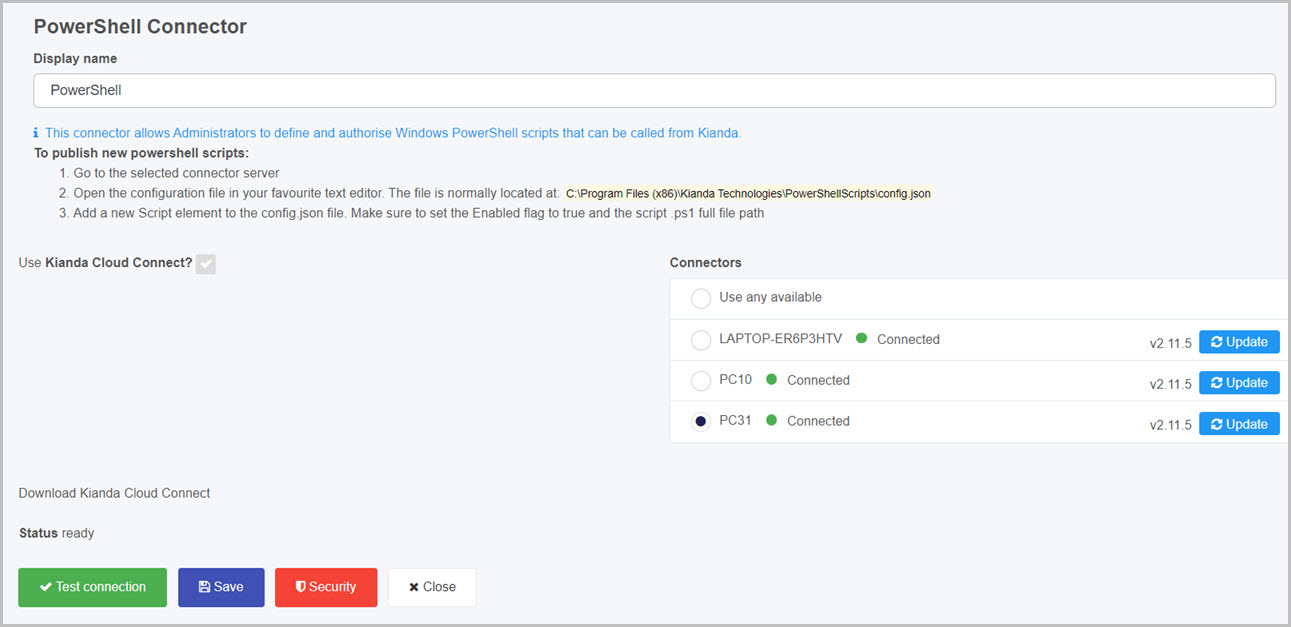 PowerShell Connector
Display name
PowerShell
This connector allows Administrators to define and authorise Windows PowerShell scripts that can be called from Kianda.
To publish new powershell scripts:
1. Go to the selected connector server
2. Open the configuration file in your favourite text editor. The file is normally located at: C:\Program Files (x86)\Kianda Technologies\PowerShellScripts\config.json
3. Add a new Script element to the config.json file. Make sure to set the Enabled flag to true and the script .ps1 full file path
Use Kianda Cloud Connect?
Connectors
Use any available
LAPTOP-ER6P3HTV Connected v2.11.5 Update
PC10 Connected v2.11.5 Update
PC31 Connected v2.11.5 Update
Download Kianda Cloud Connect
Status ready
Test connection Save Security Close